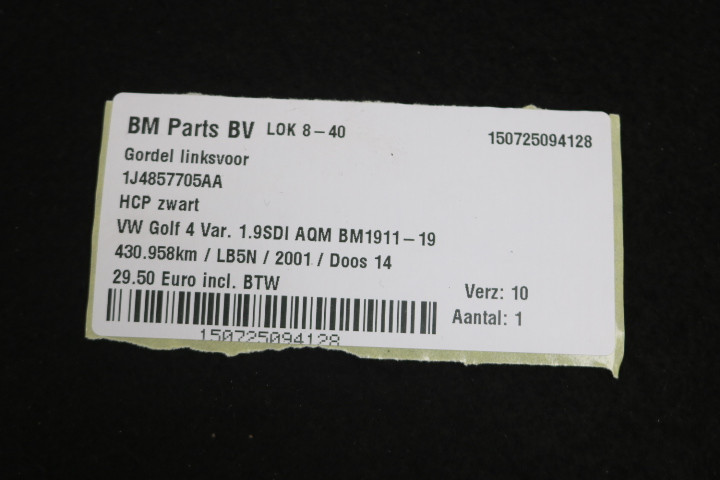 BM Parts BV LOK 8-40 150725094128
Gordel linksvoor
1J4857705AA
HCP zwart
VW Golf 4 Var. 1.9SDI AQM BM1911-19
430.958km / LB5N / 2001 / Doos 14
29.50 Euro incl. BTW
Verz: 10
Aantal: 1
150725094128